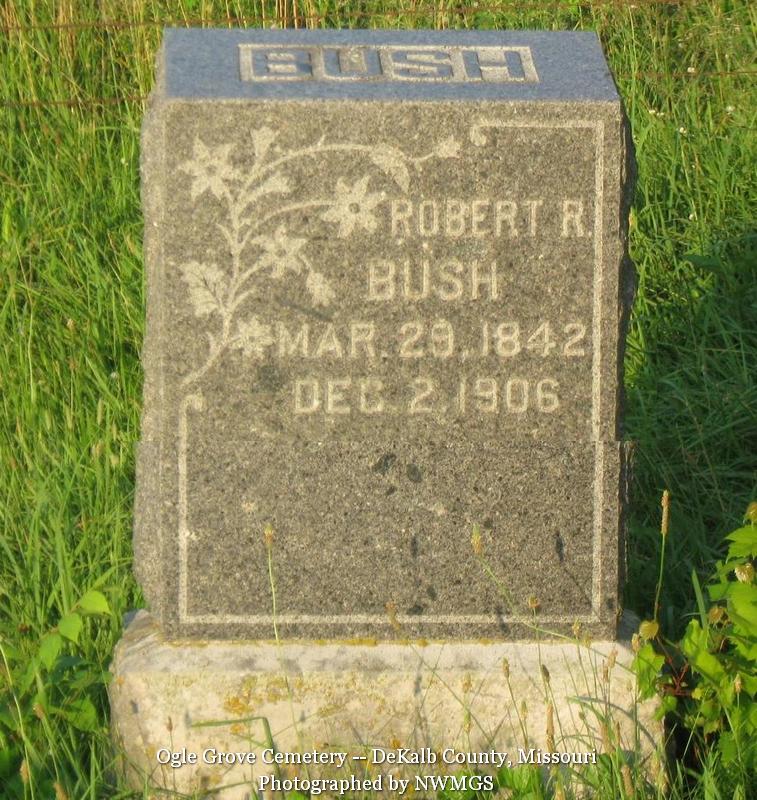 BUSH
ROBERT R.
BUSH
MAR. 29, 1842
DEC. 2, 1906
Ogle Grove Cemetery -- DeKalb County, Missouri
Photographed by NWMGS